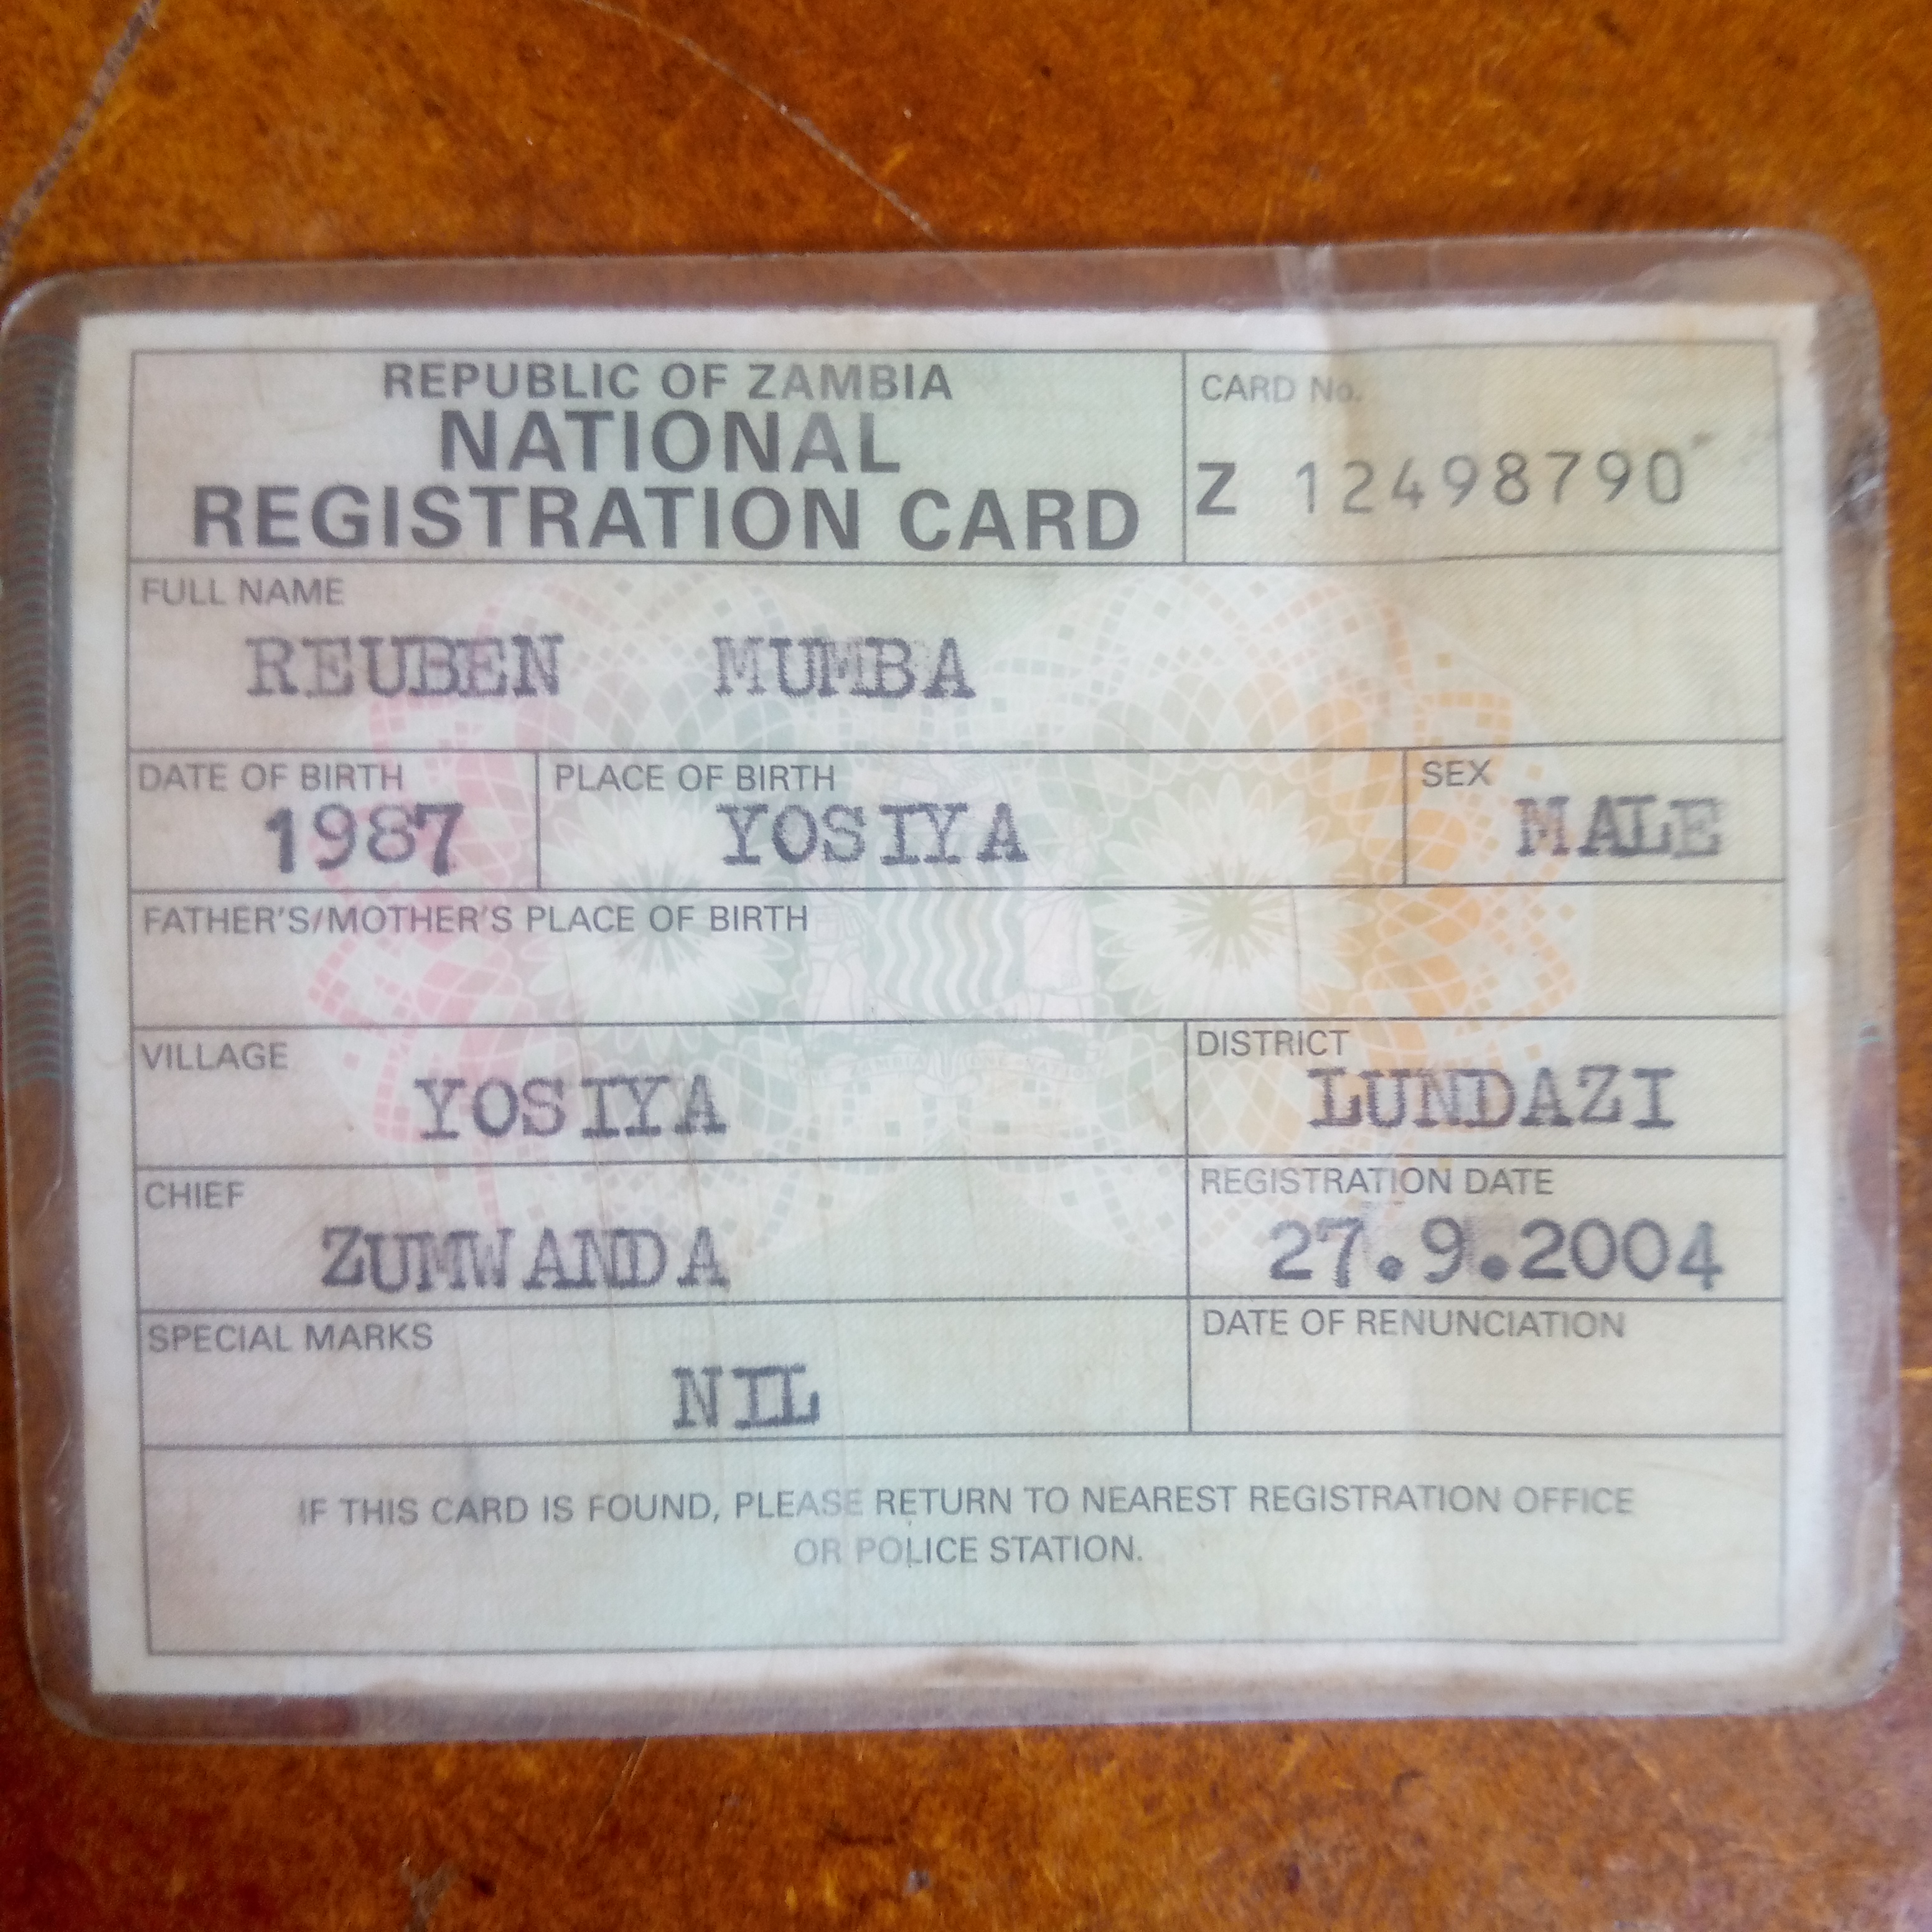 REPUBLIC OF ZAMBIA
NATIONAL
REGISTRATION CARD
CARD No.
Z 12498790
FULL NAME
REUBEN MUMBA
DATE OF BIRTH
1987
PLACE OF BIRTH
YOSIYA
SEX
MALE
FATHER'S/MOTHER'S PLACE OF BIRTH
VILLAGE
YOSIYA
DISTRICT
LUNDAZI
CHIEF
ZUMWANDA
REGISTRATION DATE
27.9.2004
SPECIAL MARKS
NIL
DATE OF RENUNCIATION
IF THIS CARD IS FOUND, PLEASE RETURN TO NEAREST REGISTRATION OFFICE
OR POLICE STATION.